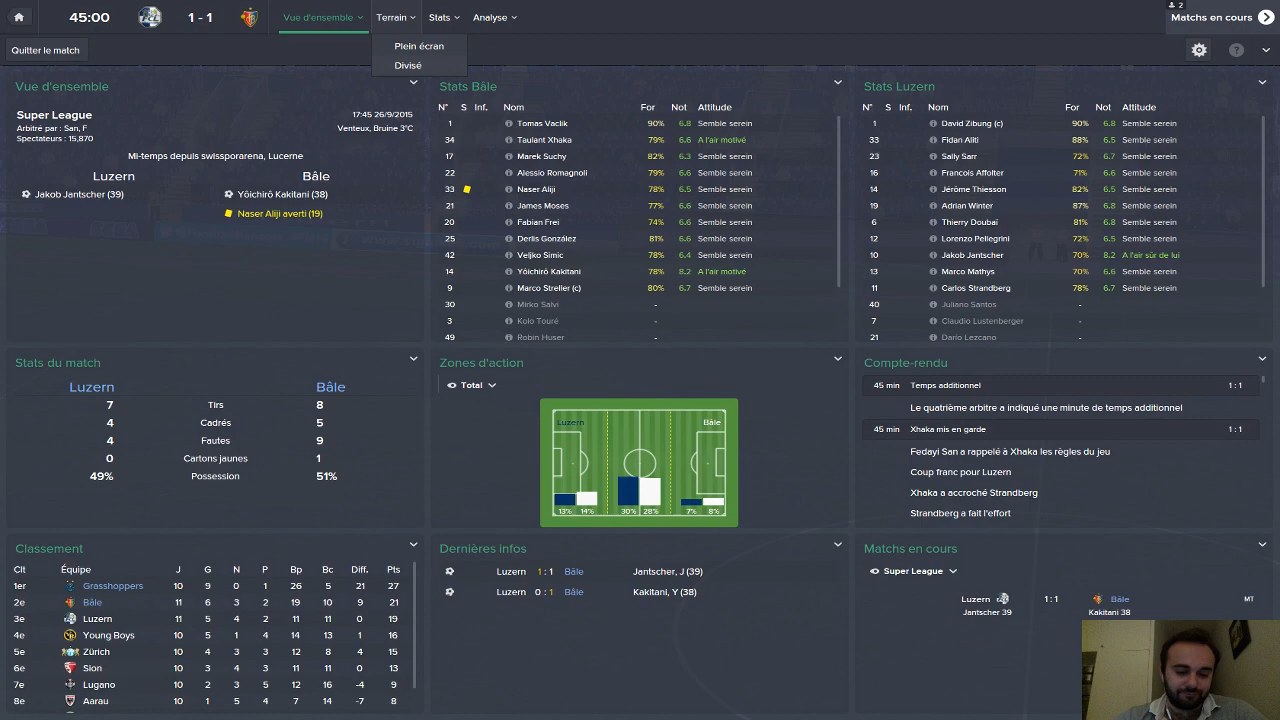 45:00 1 - 1 Vue d'ensemble Terrain Stats Analyse 2 Matchs en cours
Quitter le match Plein écran ?
Divisé
Vue d'ensemble
Super League 17:45 26/9/2015
Arbitré par : San, F Venteux, Bruine 3°C
Spectateurs : 15,870
Mi-temps depuis swissporarena, Lucerne
Luzern Bâle
Jakob Jantscher (39) Yōichirō Kakitani (38)
Naser Aliji averti (19)
Stats Bâle
N° S Inf. Nom For Not Attitude
1 Tomas Vaclik 90% 6.8 Semble serein
34 Taulant Xhaka 79% 6.6 A l'air motivé
17 Marek Suchy 82% 6.3 Semble serein
22 Alessio Romagnoli 79% 6.6 Semble serein
33 Naser Aliji 78% 6.5 Semble serein
21 James Moses 77% 6.6 Semble serein
20 Fabian Frei 74% 6.6 Semble serein
25 Derlis González 81% 6.6 Semble serein
42 Veljko Simic 78% 6.4 Semble serein
14 Yōichirō Kakitani 78% 8.2 A l'air motivé
9 Marco Streller (c) 80% 6.7 Semble serein
30 Mirko Salvi -
3 Kolo Touré -
49 Robin Huser -
Stats Luzern
N° S Inf. Nom For Not Attitude
1 David Zibung (c) 90% 6.8 Semble serein
33 Fidan Aliti 88% 6.5 Semble serein
23 Sally Sarr 72% 6.7 Semble serein
16 Francois Affolter 71% 6.6 Semble serein
14 Jérôme Thiesson 82% 6.5 Semble serein
19 Adrian Winter 87% 6.8 Semble serein
6 Thierry Doubaï 81% 6.8 Semble serein
12 Lorenzo Pellegrini 72% 6.5 Semble serein
10 Jakob Jantscher 70% 8.2 A l'air sûr de lui
13 Marco Mathys 70% 6.6 Semble serein
11 Carlos Strandberg 78% 6.7 Semble serein
40 Juliano Santos -
7 Claudio Lustenberger -
21 Darío Lezcano -
Stats du match
Luzern Bâle
7 Tirs 8
4 Cadrés 5
4 Fautes 9
0 Cartons jaunes 1
49% Possession 51%
Zones d'action
Total
Luzern Bâle
13% 14% 30% 28% 7% 8%
Compte-rendu
45 min Temps additionnel 1 : 1
Le quatrième arbitre a indiqué une minute de temps additionnel
45 min Xhaka mis en garde 1 : 1
Fedayi San a rappelé à Xhaka les règles du jeu
Coup franc pour Luzern
Xhaka a accroché Strandberg
Strandberg a fait l'effort
Classement
Clt Équipe J G N P Bp Bc Diff. Pts
1er Grasshoppers 10 9 0 1 26 5 21 27
2e Bâle 11 6 3 2 19 10 9 21
3e Luzern 11 5 4 2 11 11 0 19
4e Young Boys 10 5 1 4 14 13 1 16
5e Zürich 10 4 3 3 12 8 4 15
6e Sion 10 3 4 3 11 11 0 13
7e Lugano 10 2 3 5 12 16 -4 9
8e Aarau 10 1 5 4 7 14 -7 8
Dernières infos
Luzern 1 : 1 Bâle Jantscher, J (39)
Luzern 0 : 1 Bâle Kakitani, Y (38)
Matchs en cours
Super League
Luzern 1:1 Bâle MT
Jantscher 39 Kakitani 38